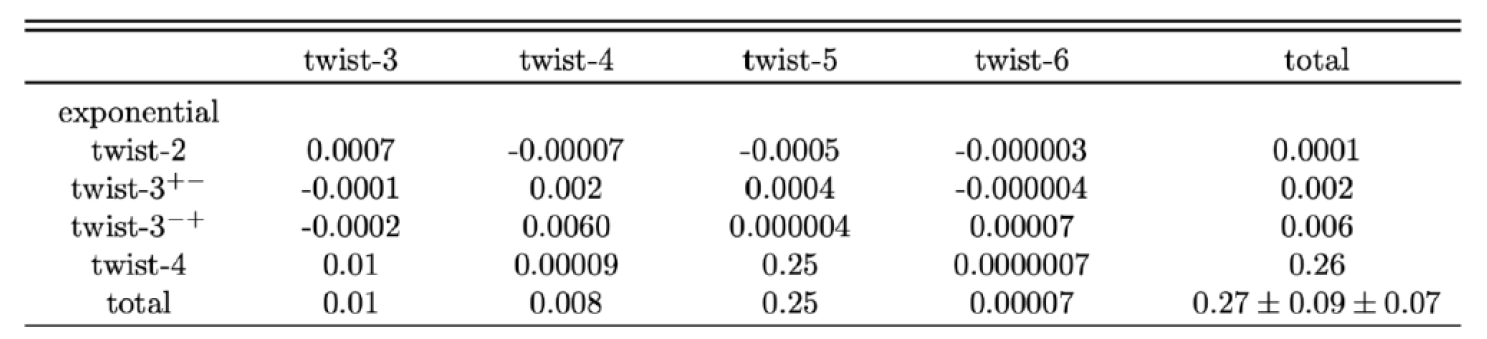 twist-3 twist-4 twist-5 twist-6 total
exponential
twist-2 0.0007 -0.00007 -0.0005 -0.000003 0.0001
twist-3⁺⁻ -0.0001 0.002 0.0004 -0.000004 0.002
twist-3⁻⁺ -0.0002 0.0060 0.000004 0.00007 0.006
twist-4 0.01 0.00009 0.25 0.0000007 0.26
total 0.01 0.008 0.25 0.00007 0.27 ± 0.09 ± 0.07